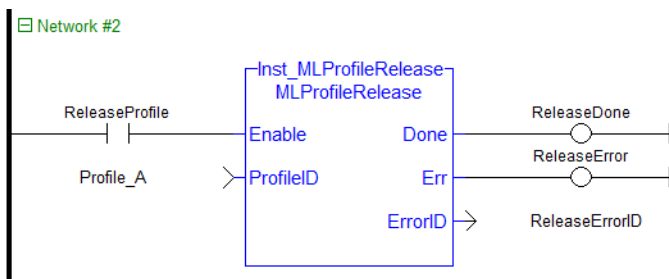 Network #2
Inst_MLProfileRelease
MLProfileRelease
ReleaseProfile
ReleaseDone
Enable
Done
ReleaseError
Profile_A
ProfileID
Err
ErrorID
ReleaseErrorID